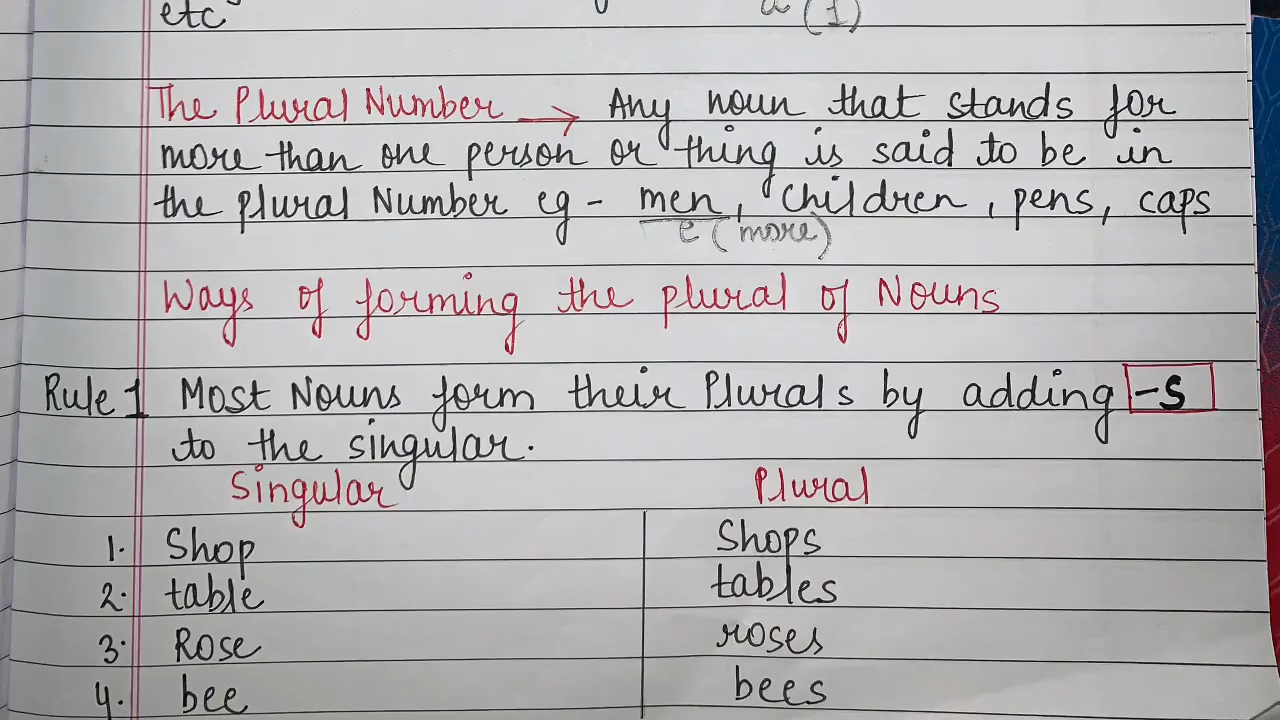 etc a (1)
The Plural Number → Any noun that stands for
more than one person or thing is said to be in
the plural Number eg - men, children, pens, caps
e (more)
Ways of forming the plural of Nouns
Rule 1 Most Nouns form their Plurals by adding -s
to the singular.
Singular Plural
1. Shop Shops
2. table tables
3. Rose roses
4. bee bees